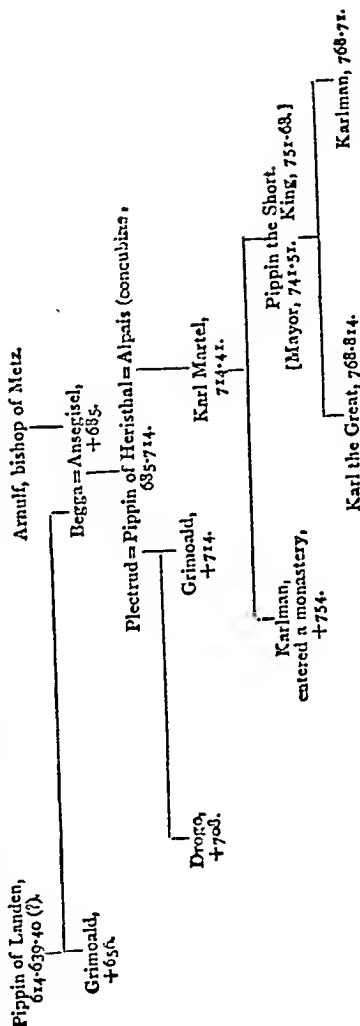 Pippin of Landen,
614-639-40 (?).
Arnulf, bishop of Metz.
Grimoald,
+656.
Begga=Ansegisel,
+685.
Plectrud=Pippin of Heristhal=Alpais (concubine,
685-714.
Drogo,
+708.
Grimoald,
+714.
Karl Martel,
714-41.
Karlman,
entered a monastery,
+754.
Pippin the Short.
[Mayor, 741-51. King, 751-68.]
Karl the Great, 768-814.
Karlman, 768-71.